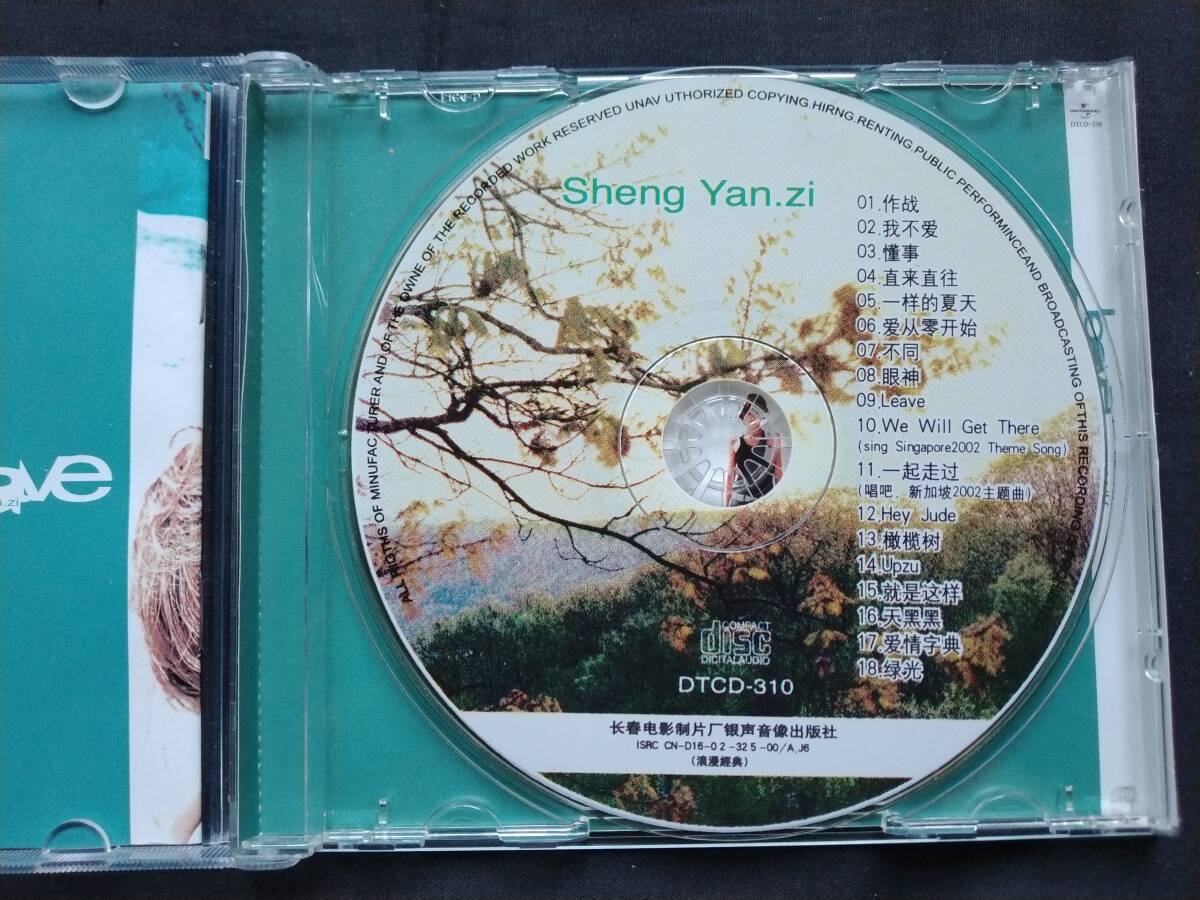 ave
n.zi
UNIVERSAL
DTCD-310
ALL RIGTHS OF MINUFACTURER AND OF THE OWNE OF THE RECORDED WORK RESERVED UNAV UTHORIZED COPYING.HIRNG.RENTING.PUBLIC PERFORMINCEAND BROADCASTING OFTHIS RECORDING
Sheng Yan.zi
01.作战
02.我不爱
03.懂事
04.直来直往
05.一样的夏天
06.爱从零开始
07.不同
08.眼神
09.Leave
10.We Will Get There
(sing Singapore2002 Theme Song)
11.一起走过
(唱吧，新加坡2002主题曲)
12.Hey Jude
13.橄榄树
14.Upzu
15.就是这样
16.天黑黑
17.爱情字典
18.绿光
COMPACT
disc
DIGITAL AUDIO
DTCD-310
长春电影制片厂银声音像出版社
ISRC CN-D16-02-325-00/A.J6
(浪漫經典)